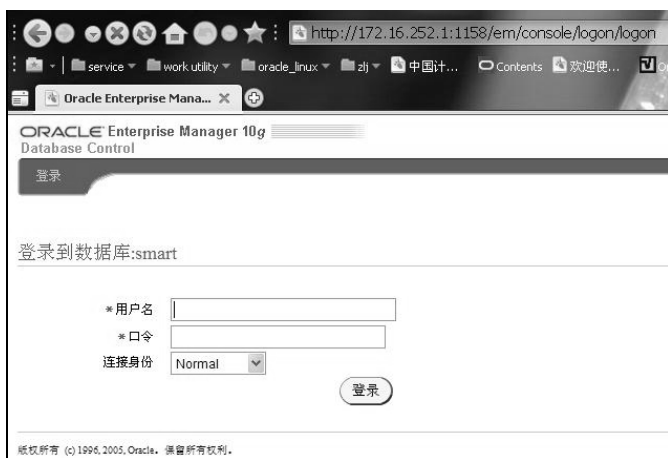 http://172.16.252.1:1158/em/console/logon/logon
service work utility oracle_linux zlj 中国计... Contents 欢迎使...
Oracle Enterprise Mana...
ORACLE Enterprise Manager 10g
Database Control
登录
登录到数据库:smart
*用户名
*口令
连接身份 Normal
登录
版权所有 (c) 1996, 2005, Oracle。保留所有权利。